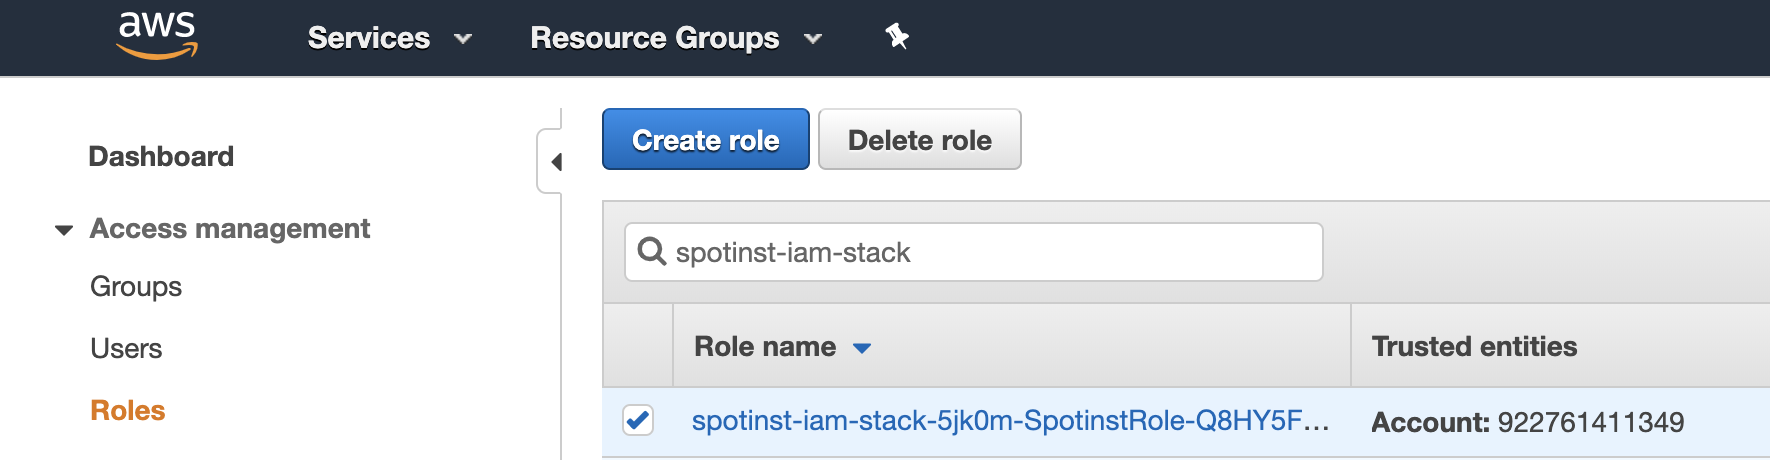 aws Services Resource Groups
Create role Delete role
Dashboard
Access management
spotinst-iam-stack
Groups
Role name Trusted entities
Users
Roles
spotinst-iam-stack-5jk0m-SpotinstRole-Q8HY5F... Account: 922761411349